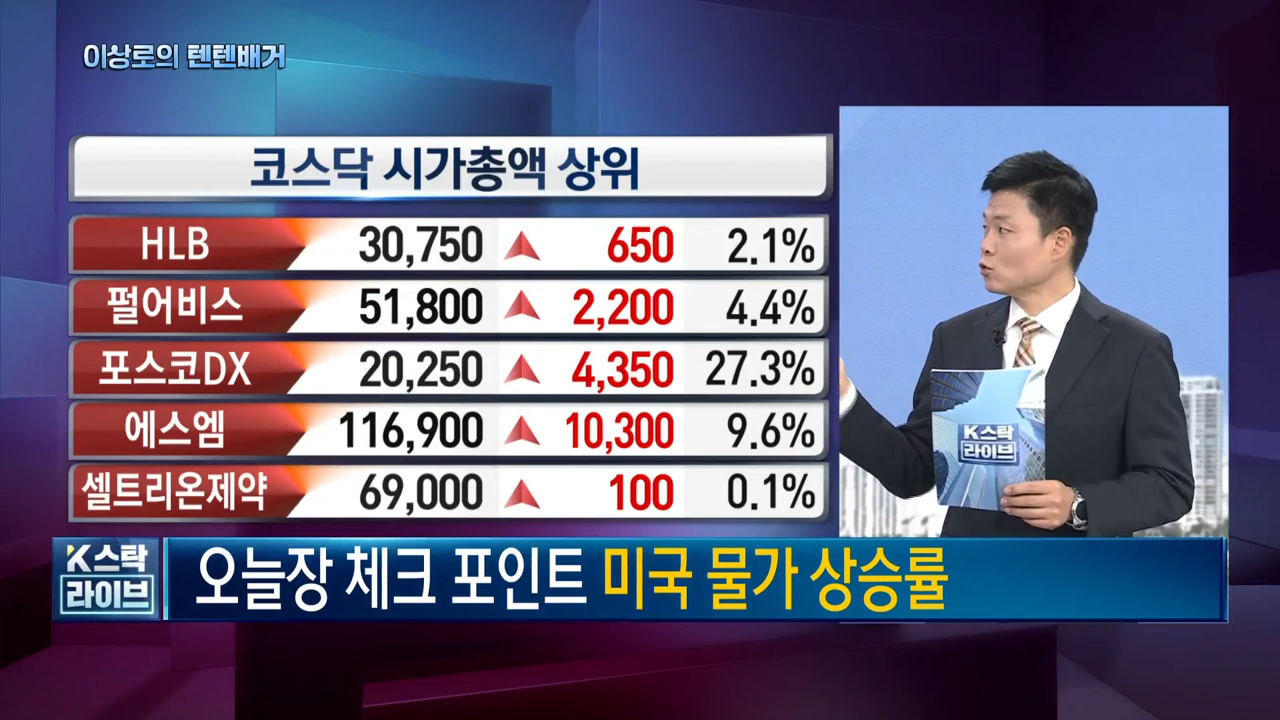 이상로의 텐텐배거
코스닥 시가총액 상위
HLB 30,750 ▲ 650 2.1%
펄어비스 51,800 ▲ 2,200 4.4%
포스코DX 20,250 ▲ 4,350 27.3%
에스엠 116,900 ▲ 10,300 9.6%
셀트리온제약 69,000 ▲ 100 0.1%
K스탁
라이브
K스탁
라이브
오늘장 체크 포인트 미국 물가 상승률